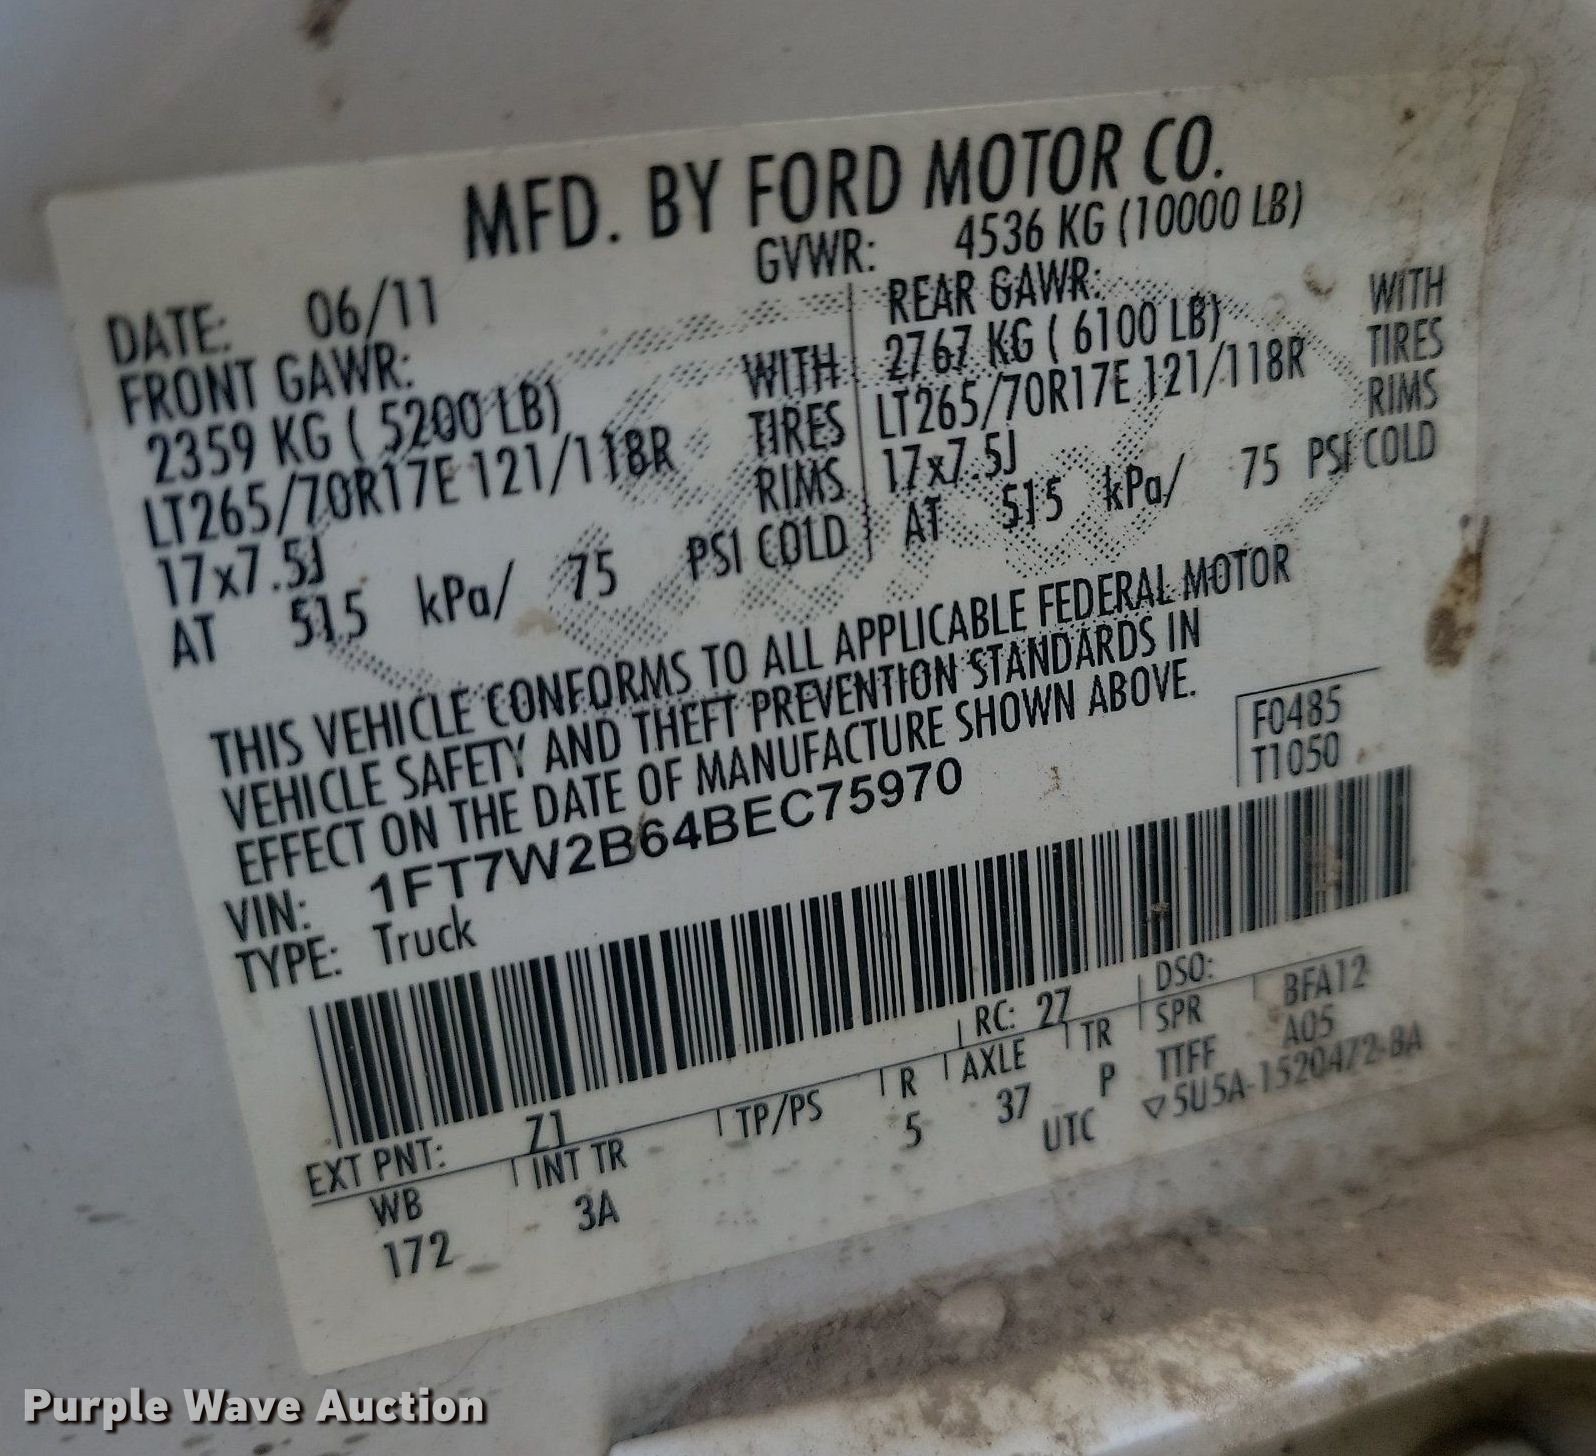 MFD. BY FORD MOTOR CO.
DATE: 06/11
GVWR: 4536 KG (10000 LB)
FRONT GAWR:
2359 KG ( 5200 LB) WITH
LT265/70R17E 121/118R TIRES
17x7.5J RIMS
AT 515 kPa/ 75 PSI COLD
REAR GAWR:
2767 KG ( 6100 LB) WITH
LT265/70R17E 121/118R TIRES
17x7.5J RIMS
AT 515 kPa/ 75 PSI COLD
THIS VEHICLE CONFORMS TO ALL APPLICABLE FEDERAL MOTOR
VEHICLE SAFETY AND THEFT PREVENTION STANDARDS IN
EFFECT ON THE DATE OF MANUFACTURE SHOWN ABOVE.
F0485
T1050
VIN: 1FT7W2B64BEC75970
TYPE: Truck
EXT PNT: Z1 RC: 27 DSO:
WB INT TR TP/PS R AXLE TR SPR BFA12
172 3A 5 37 P TTFF A05
UTC ▽5U5A-1520472-BA
Purple Wave Auction